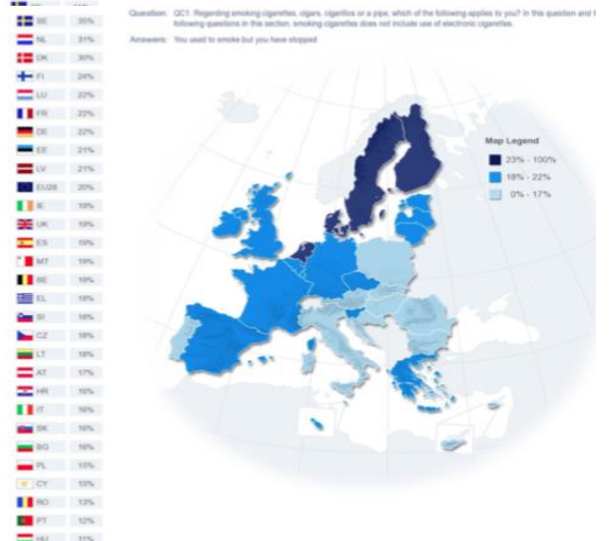 Question: QC1. Regarding smoking cigarettes, cigars, cigarillos or a pipe, which of the following applies to you? In this question and
following questions in this section, smoking cigarettes does not include use of electronic cigarettes.
Answers: You used to smoke but you have stopped
SE 35%
NL 31%
DK 30%
FI 24%
LU 22%
FR 22%
DE 22%
EE 21%
LV 21%
EU28 20%
IE 19%
UK 19%
ES 19%
MT 19%
BE 19%
EL 18%
SI 18%
CZ 18%
LT 18%
AT 17%
HR 16%
IT 16%
SK 16%
BG 16%
PL 15%
CY 15%
RO 13%
PT 12%
HU 11%
Map Legend
23% - 100%
18% - 22%
0% - 17%